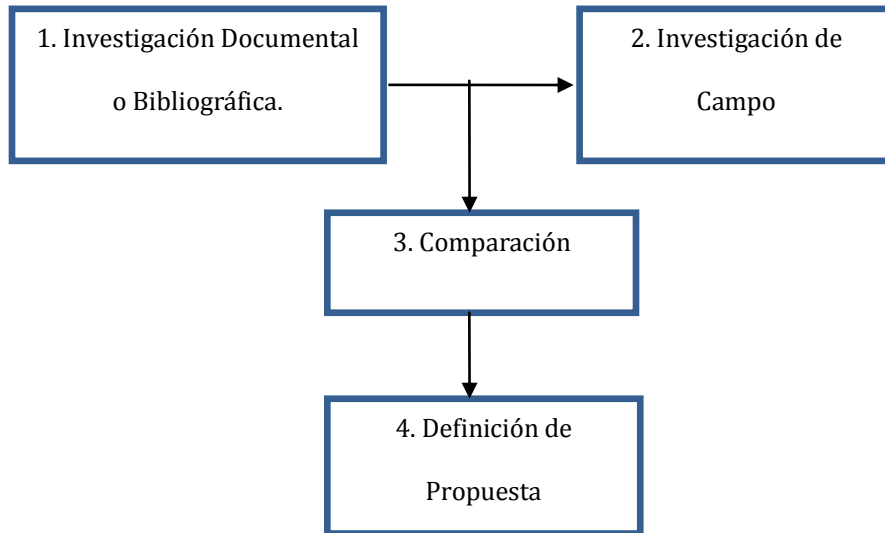 1. Investigación Documental
o Bibliográfica.
2. Investigación de
Campo
3. Comparación
4. Definición de
Propuesta